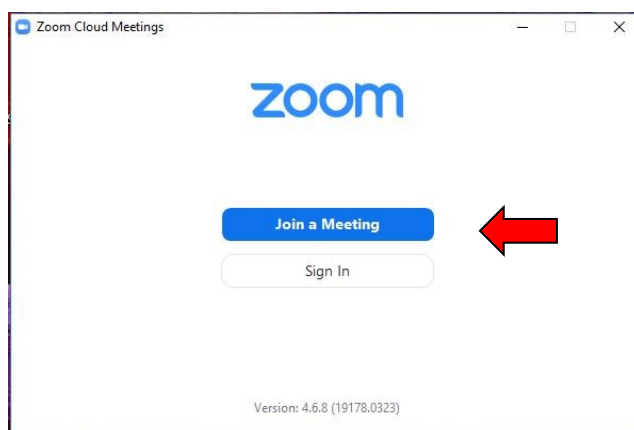 Zoom Cloud Meetings
zoom
Join a Meeting
Sign In
Version: 4.6.8 (19178.0323)